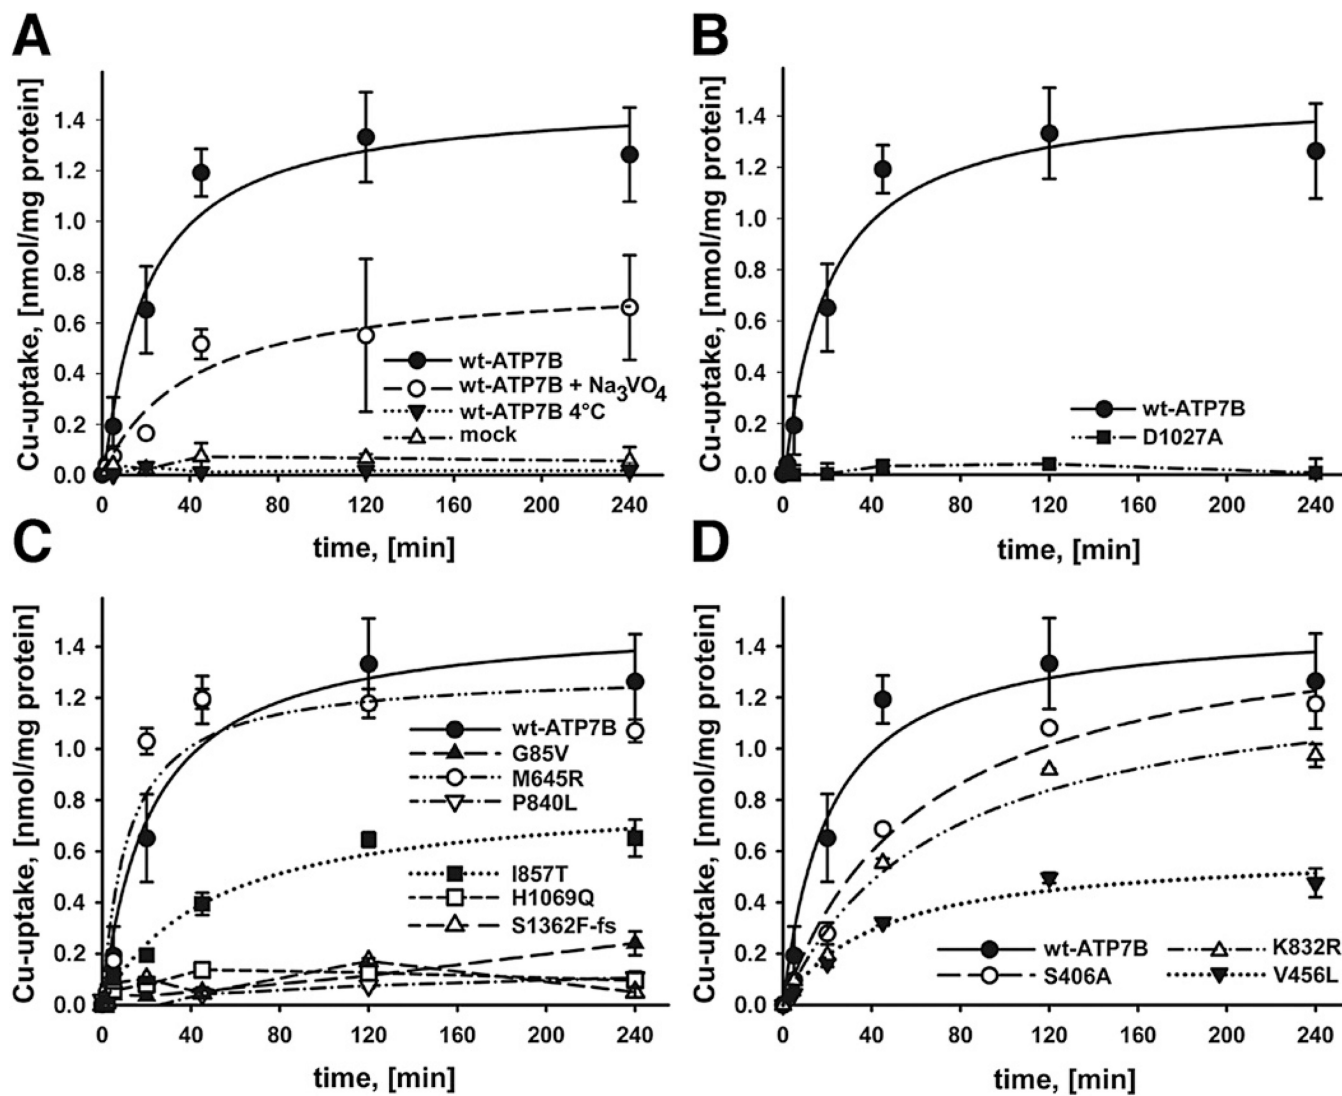 A
Cu-uptake, [nmol/mg protein]
1.4
1.2
1.0
0.8
0.6
0.4
0.2
0.0
wt-ATP7B
wt-ATP7B + Na3VO4
wt-ATP7B 4°C
mock
0 40 80 120 160 200 240
time, [min]
B
Cu-uptake, [nmol/mg protein]
1.4
1.2
1.0
0.8
0.6
0.4
0.2
0.0
wt-ATP7B
D1027A
0 40 80 120 160 200 240
time, [min]
C
Cu-uptake, [nmol/mg protein]
1.4
1.2
1.0
0.8
0.6
0.4
0.2
0.0
wt-ATP7B
G85V
M645R
P840L
I857T
H1069Q
S1362F-fs
0 40 80 120 160 200 240
time, [min]
D
Cu-uptake, [nmol/mg protein]
1.4
1.2
1.0
0.8
0.6
0.4
0.2
0.0
wt-ATP7B K832R
S406A V456L
0 40 80 120 160 200 240
time, [min]